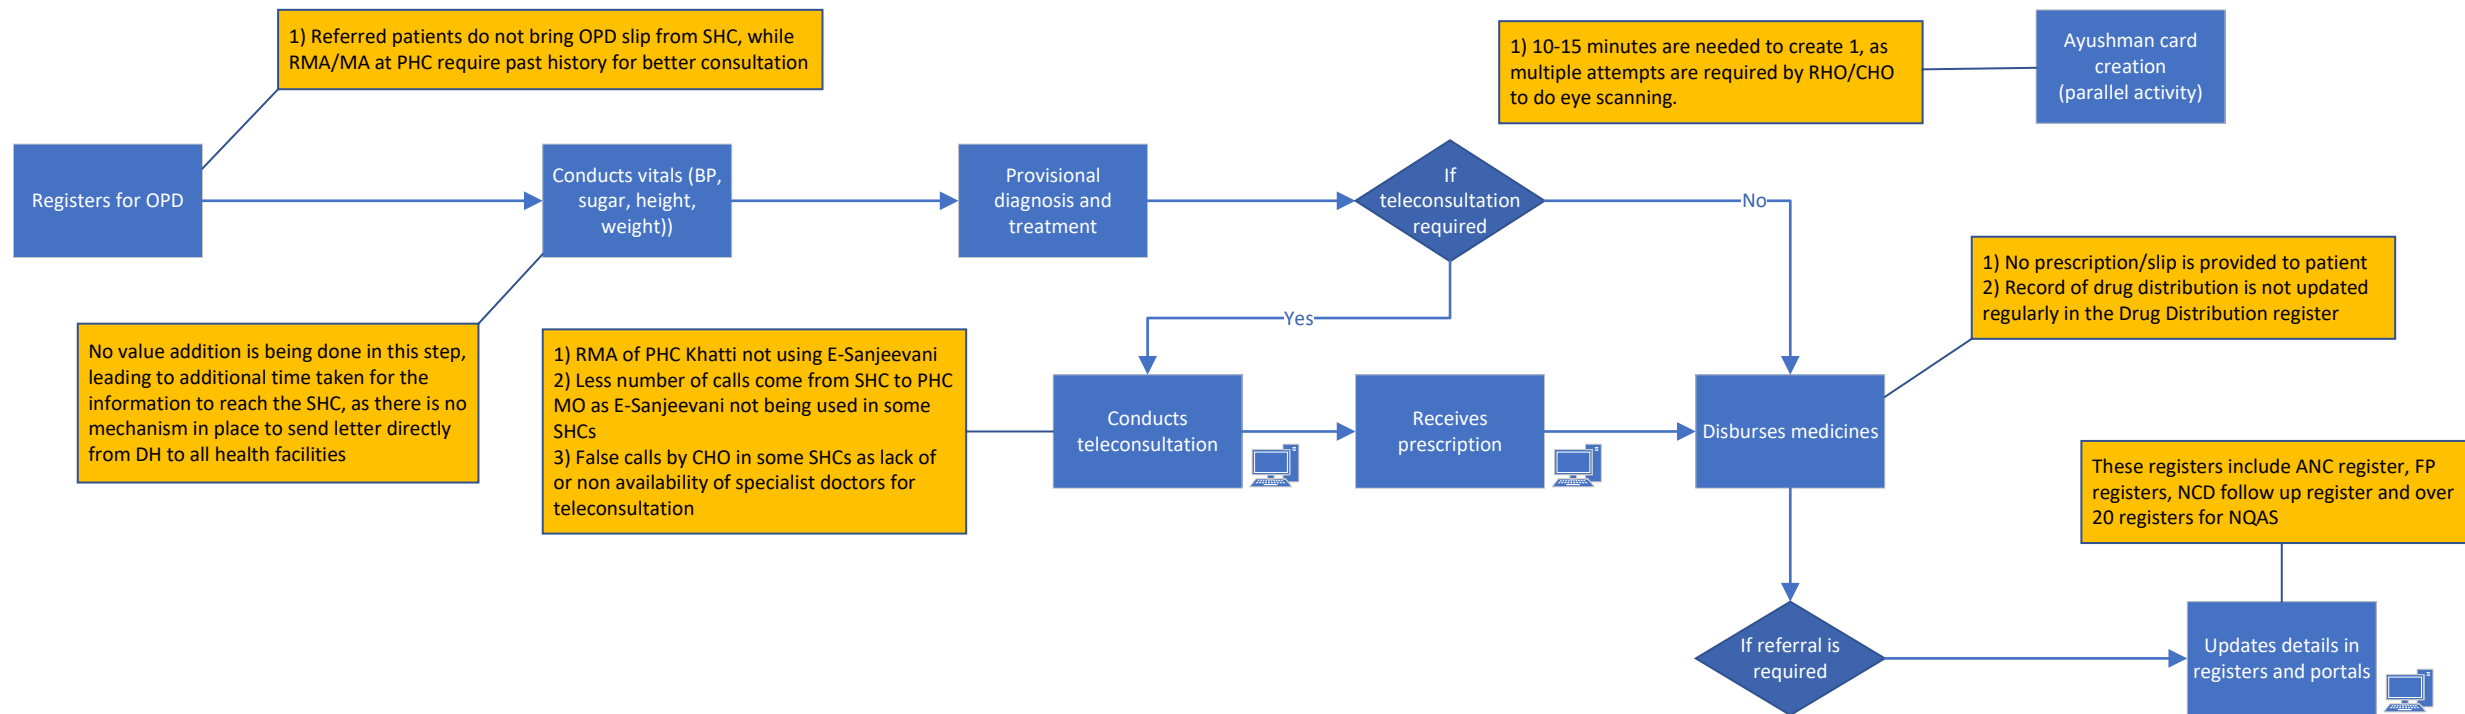 1) Referred patients do not bring OPD slip from SHC, while
RMA/MA at PHC require past history for better consultation
1) 10-15 minutes are needed to create 1, as
multiple attempts are required by RHO/CHO
to do eye scanning.
Ayushman card
creation
(parallel activity)
Registers for OPD
Conducts vitals (BP,
sugar, height,
weight))
Provisional
diagnosis and
treatment
If
teleconsultation
required
No
Yes
1) No prescription/slip is provided to patient
2) Record of drug distribution is not updated
regularly in the Drug Distribution register
No value addition is being done in this step,
leading to additional time taken for the
information to reach the SHC, as there is no
mechanism in place to send letter directly
from DH to all health facilities
1) RMA of PHC Khatti not using E-Sanjeevani
2) Less number of calls come from SHC to PHC
MO as E-Sanjeevani not being used in some
SHCs
3) False calls by CHO in some SHCs as lack of
or non availability of specialist doctors for
teleconsultation
Conducts
teleconsultation
Receives
prescription
Disburses medicines
These registers include ANC register, FP
registers, NCD follow up register and over
20 registers for NQAS
If referral is
required
Updates details in
registers and portals